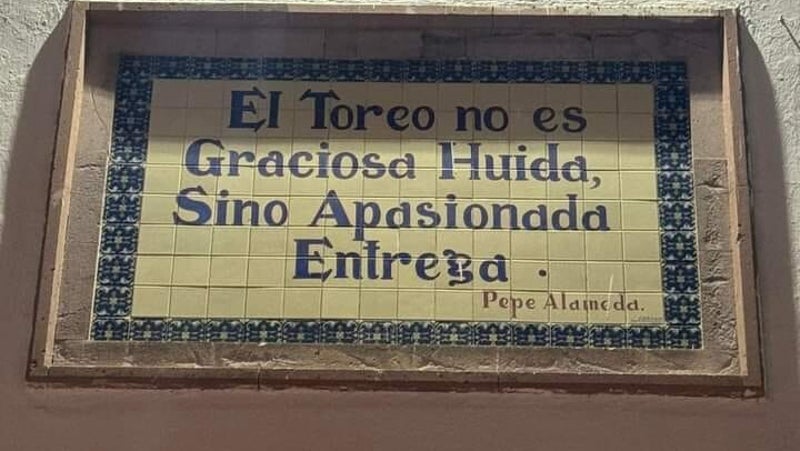 El Toreo no es
Graciosa Huida,
Sino Apasionada
Entrega .
Pepe Alameda.